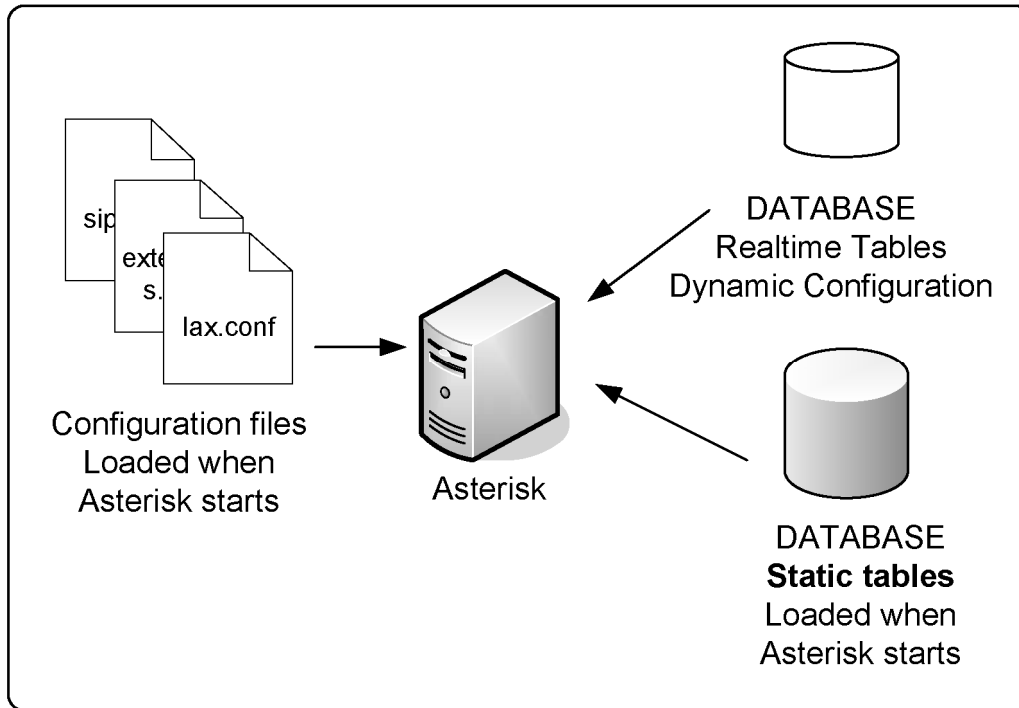 sip
exte
s.
Iax.conf
Configuration files
Loaded when
Asterisk starts
Asterisk
DATABASE
Realtime Tables
Dynamic Configuration
DATABASE
Static tables
Loaded when
Asterisk starts